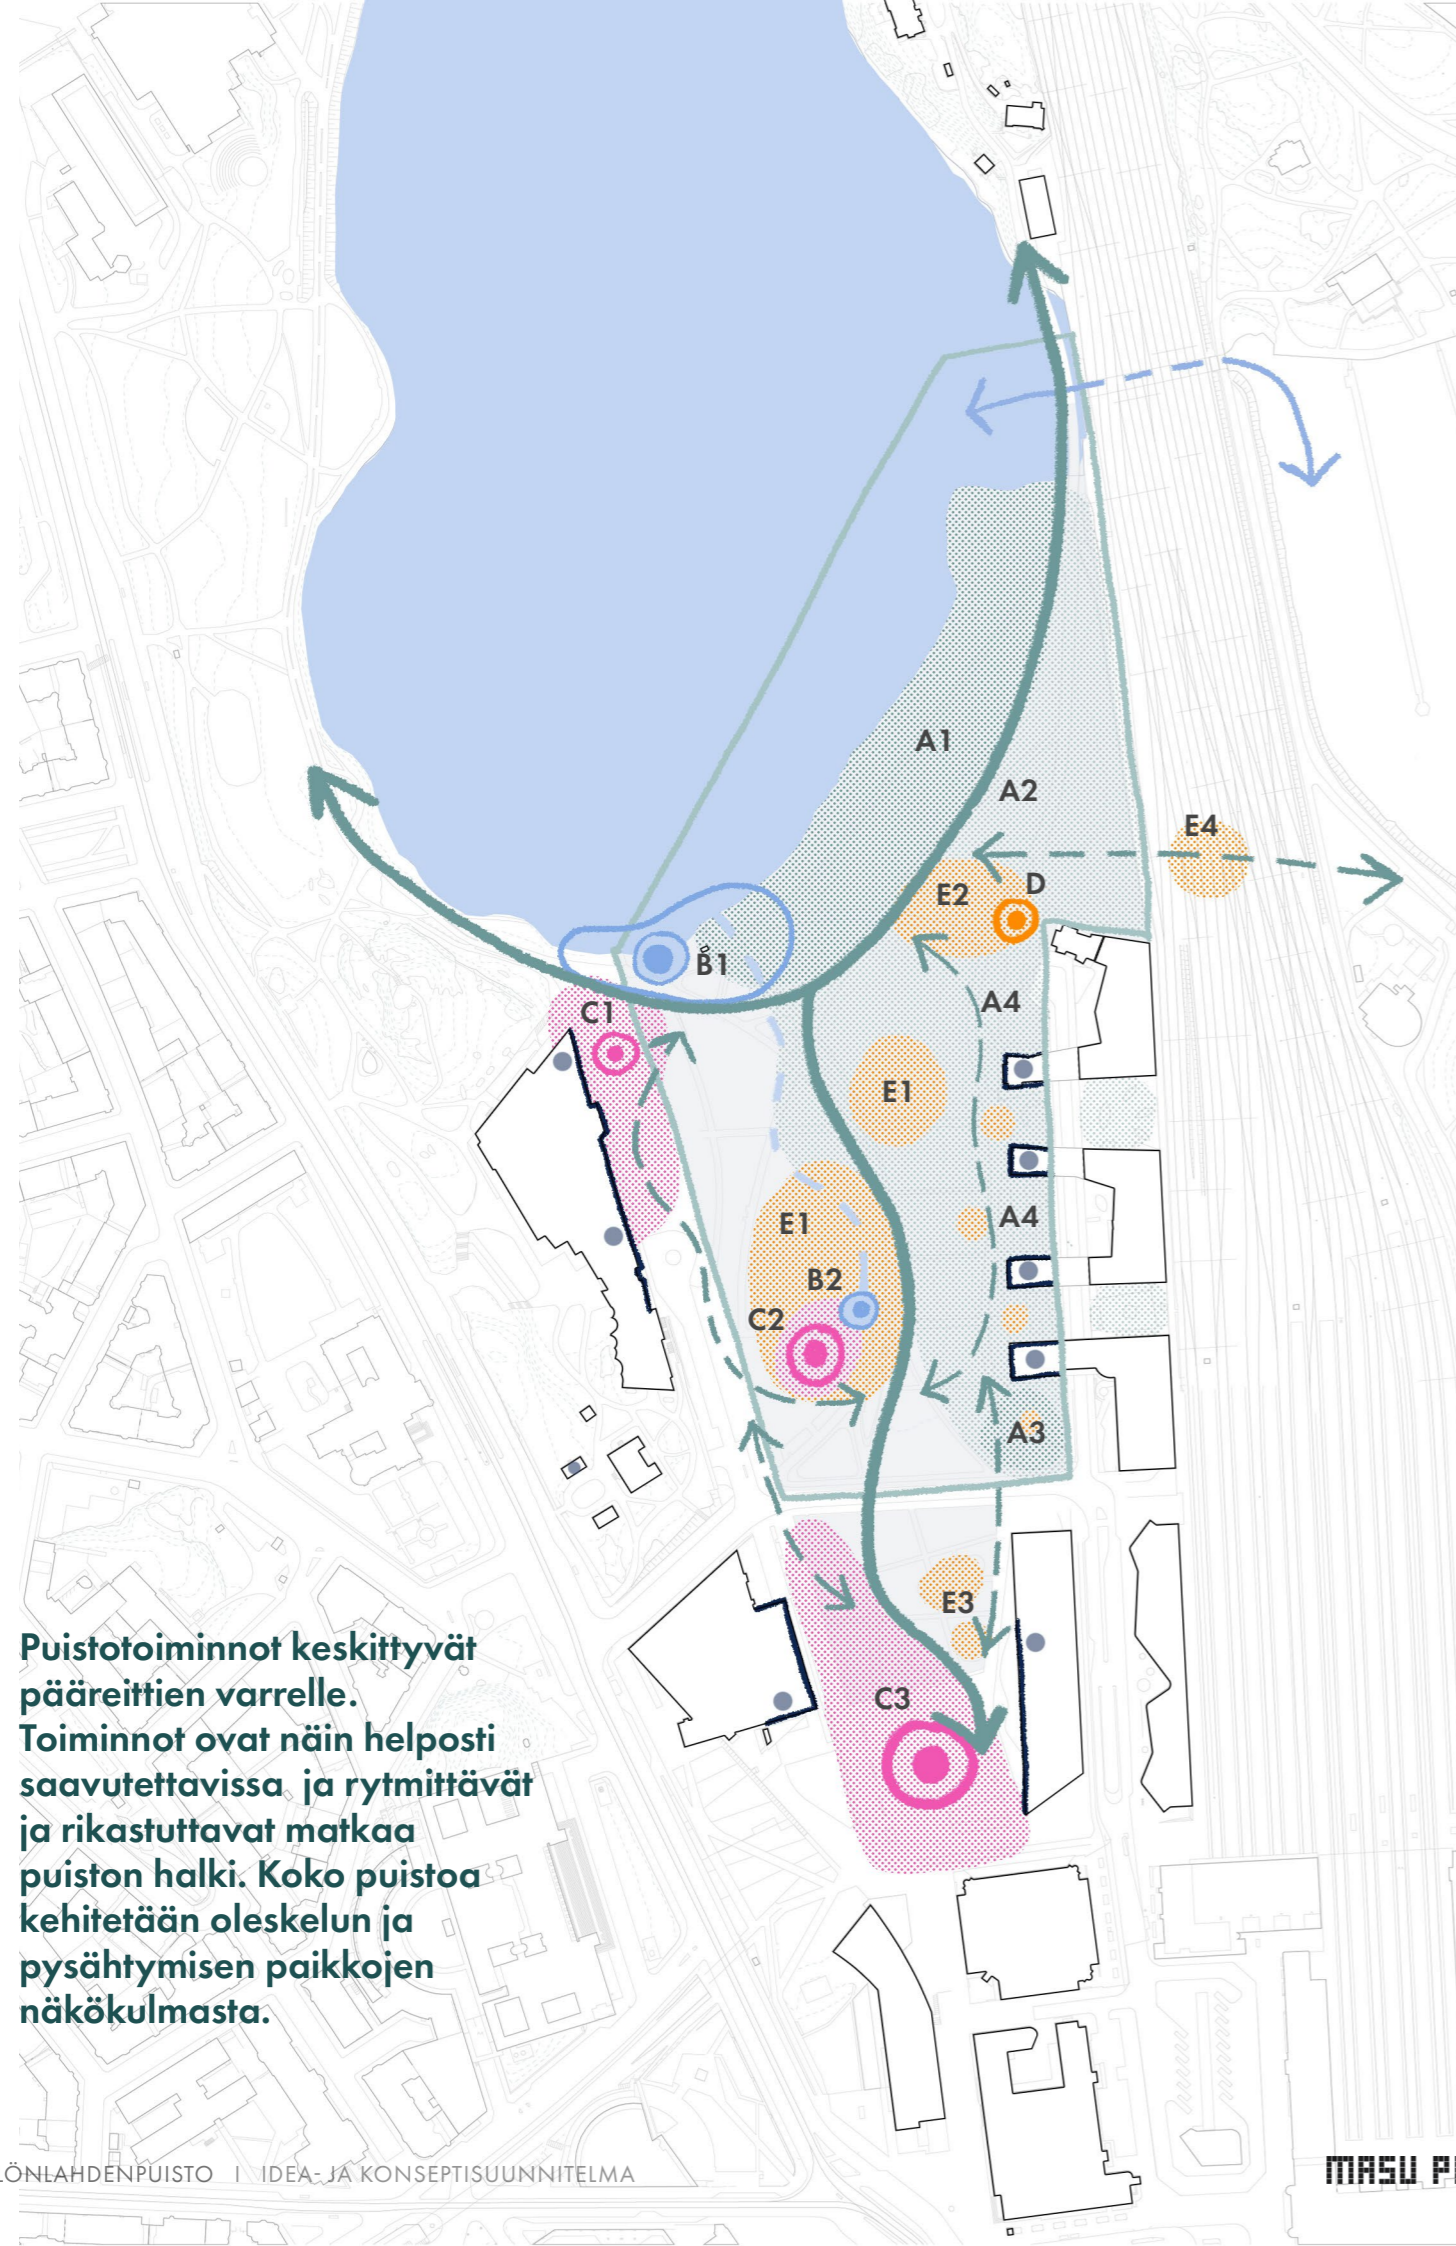 A1
A2
E4
E2
D
B1
A4
C1
E1
E1
A4
B2
C2
A3
E3
C3
Puistotoiminnot keskittyvät
pääreittien varrelle.
Toiminnot ovat näin helposti
saavutettavissa ja rytmittävät
ja rikastuttavat matkaa
puiston halki. Koko puistoa
kehitetään oleskelun ja
pysähtymisen paikkojen
näkökulmasta.
LÖNLAHDENPUISTO I IDEA- JA KONSEPTISUUNNITELMA
MASU